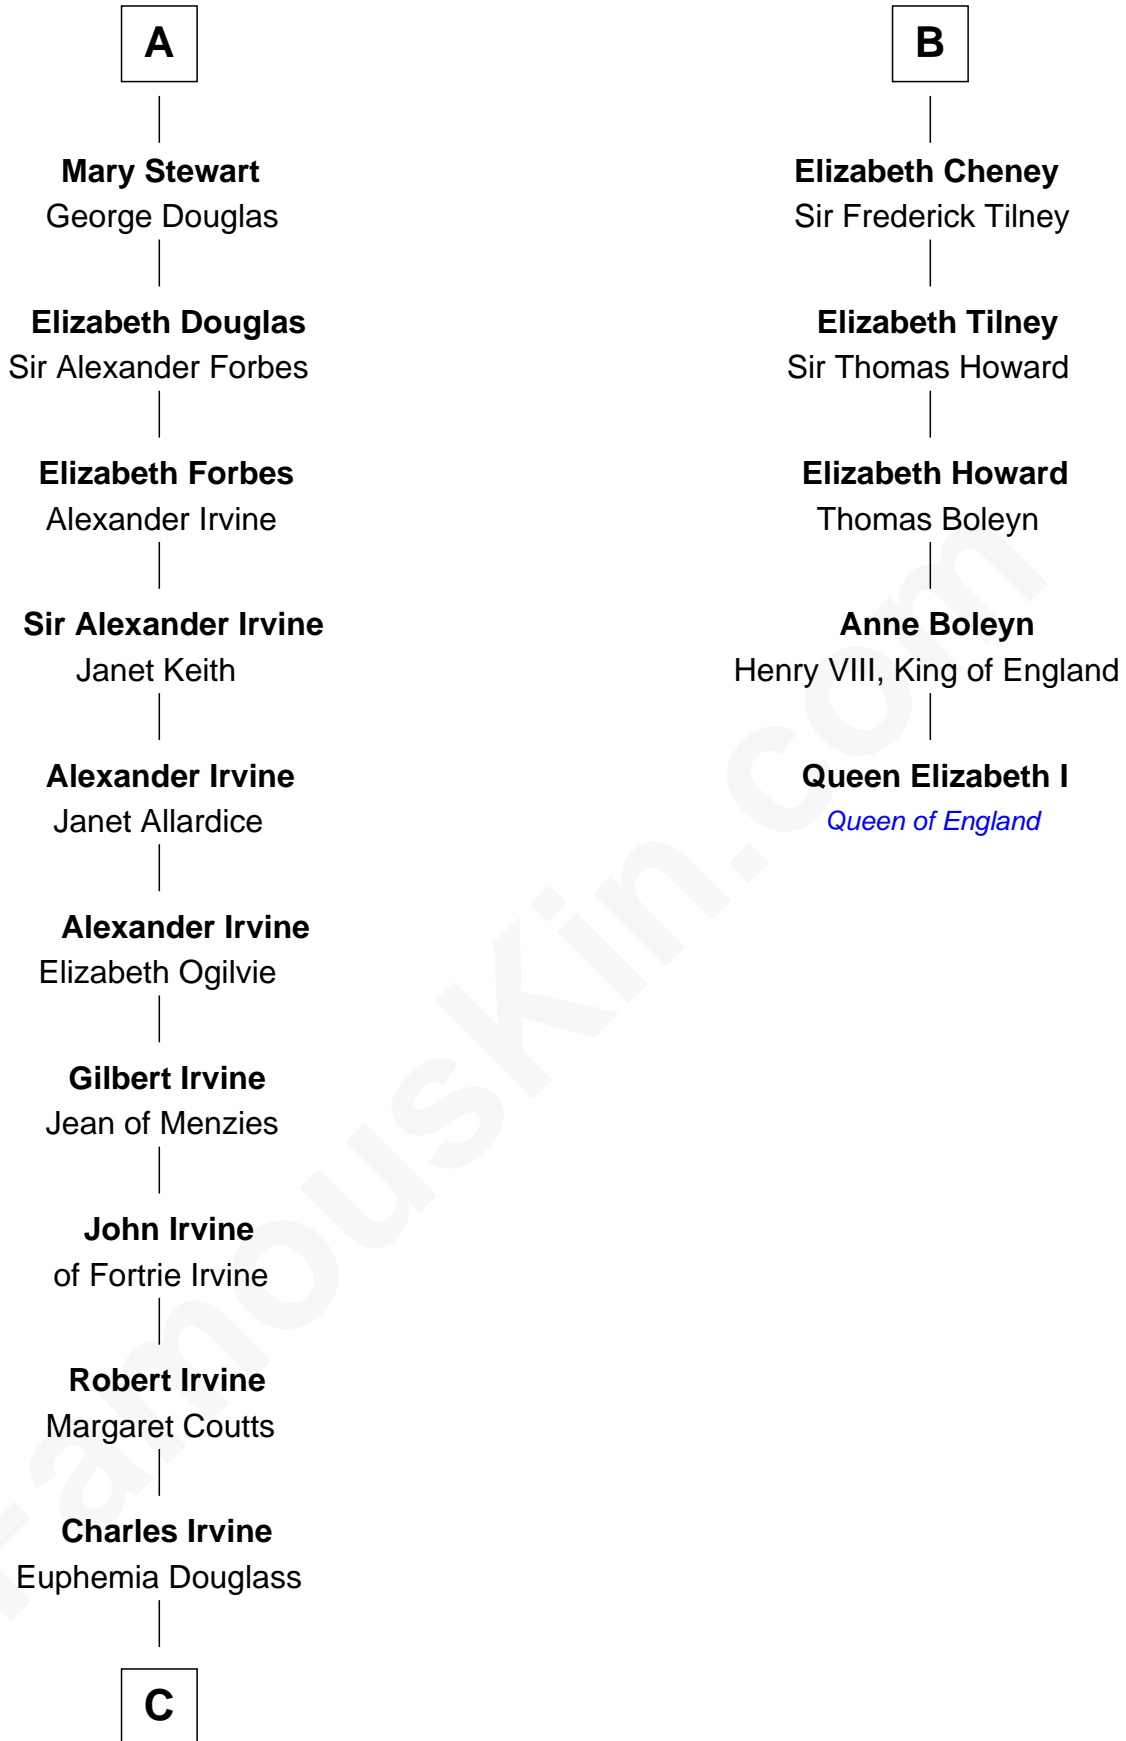 A
Mary Stewart
George Douglas
Elizabeth Douglas
Sir Alexander Forbes
Elizabeth Forbes
Alexander Irvine
Sir Alexander Irvine
Janet Keith
Alexander Irvine
Janet Allardice
Alexander Irvine
Elizabeth Ogilvie
Gilbert Irvine
Jean of Menzies
John Irvine
of Fortrie Irvine
Robert Irvine
Margaret Coutts
Charles Irvine
Euphemia Douglass
C
B
Elizabeth Cheney
Sir Frederick Tilney
Elizabeth Tilney
Sir Thomas Howard
Elizabeth Howard
Thomas Boleyn
Anne Boleyn
Henry VIII, King of England
Queen Elizabeth I
Queen of England
FamousKin.com